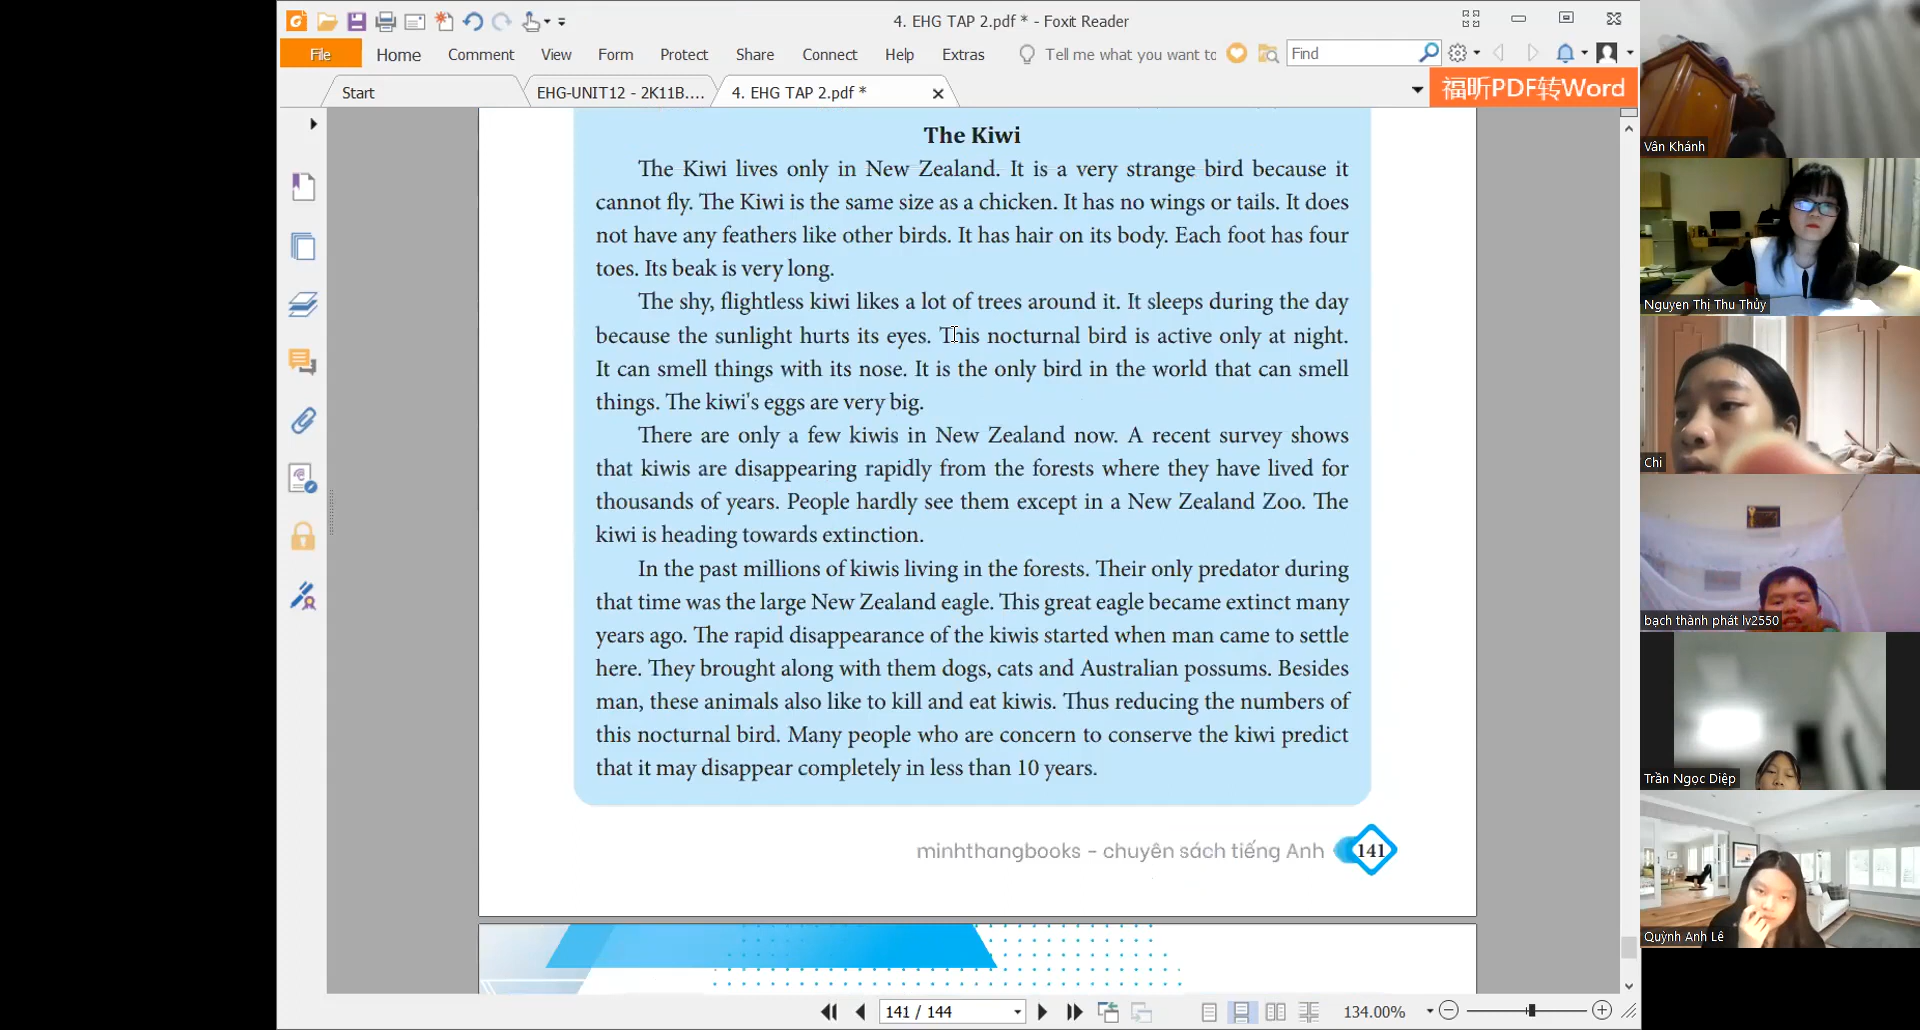 4. EHG TAP 2.pdf * - Foxit Reader
File Home Comment View Form Protect Share Connect Help Extras Tell me what you want to Find
Start EHG-UNIT12 - 2K11B.... 4. EHG TAP 2.pdf *
福昕PDF转Word
The Kiwi
The Kiwi lives only in New Zealand. It is a very strange bird because it
cannot fly. The Kiwi is the same size as a chicken. It has no wings or tails. It does
not have any feathers like other birds. It has hair on its body. Each foot has four
toes. Its beak is very long.
The shy, flightless kiwi likes a lot of trees around it. It sleeps during the day
because the sunlight hurts its eyes. This nocturnal bird is active only at night.
It can smell things with its nose. It is the only bird in the world that can smell
things. The kiwi's eggs are very big.
There are only a few kiwis in New Zealand now. A recent survey shows
that kiwis are disappearing rapidly from the forests where they have lived for
thousands of years. People hardly see them except in a New Zealand Zoo. The
kiwi is heading towards extinction.
In the past millions of kiwis living in the forests. Their only predator during
that time was the large New Zealand eagle. This great eagle became extinct many
years ago. The rapid disappearance of the kiwis started when man came to settle
here. They brought along with them dogs, cats and Australian possums. Besides
man, these animals also like to kill and eat kiwis. Thus reducing the numbers of
this nocturnal bird. Many people who are concern to conserve the kiwi predict
that it may disappear completely in less than 10 years.
minhthangbooks - chuyên sách tiếng Anh 141
141 / 144
134.00%
Vân Khánh
Nguyen Thị Thu Thủy
Chi
bạch thành phát lv2550
Trần Ngọc Diệp
Quỳnh Anh Lê